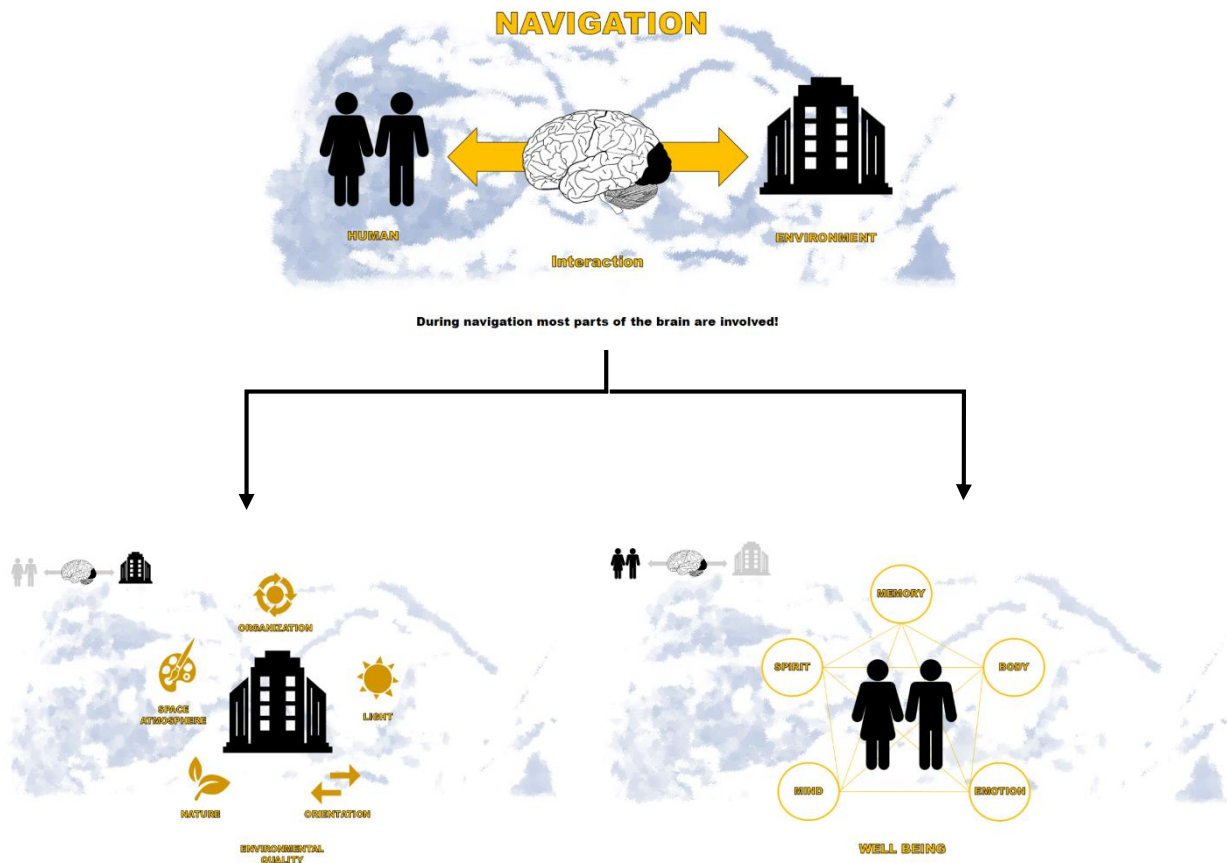 NAVIGATION
HUMAN
Interaction
ENVIRONMENT
During navigation most parts of the brain are involved!
ORGANIZATION
SPACE
ATMOSPHERE
LIGHT
NATURE
ORIENTATION
ENVIRONMENTAL
QUALITY
MEMORY
SPIRIT
BODY
MIND
EMOTION
WELL BEING